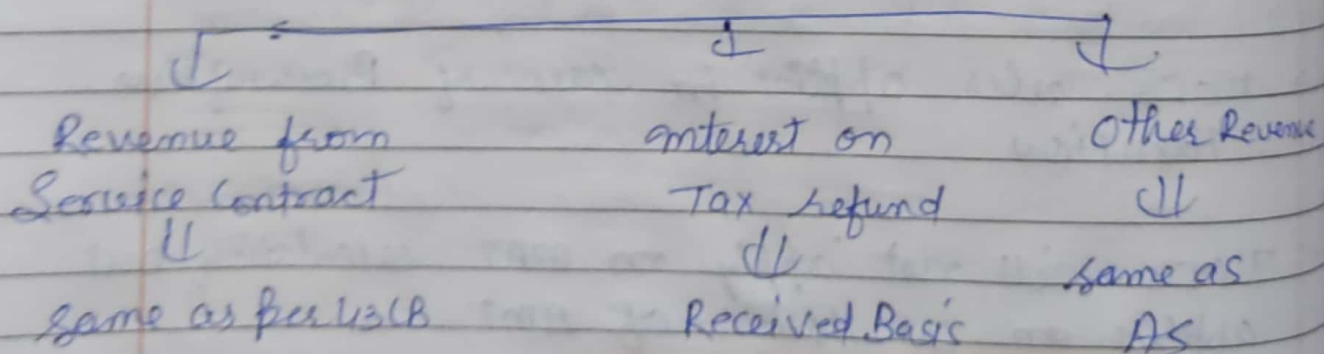 Revenue from
Service Contract
same as per 43CB
Interest on
Tax refund
Received Basis
Other Revenue
same as
AS